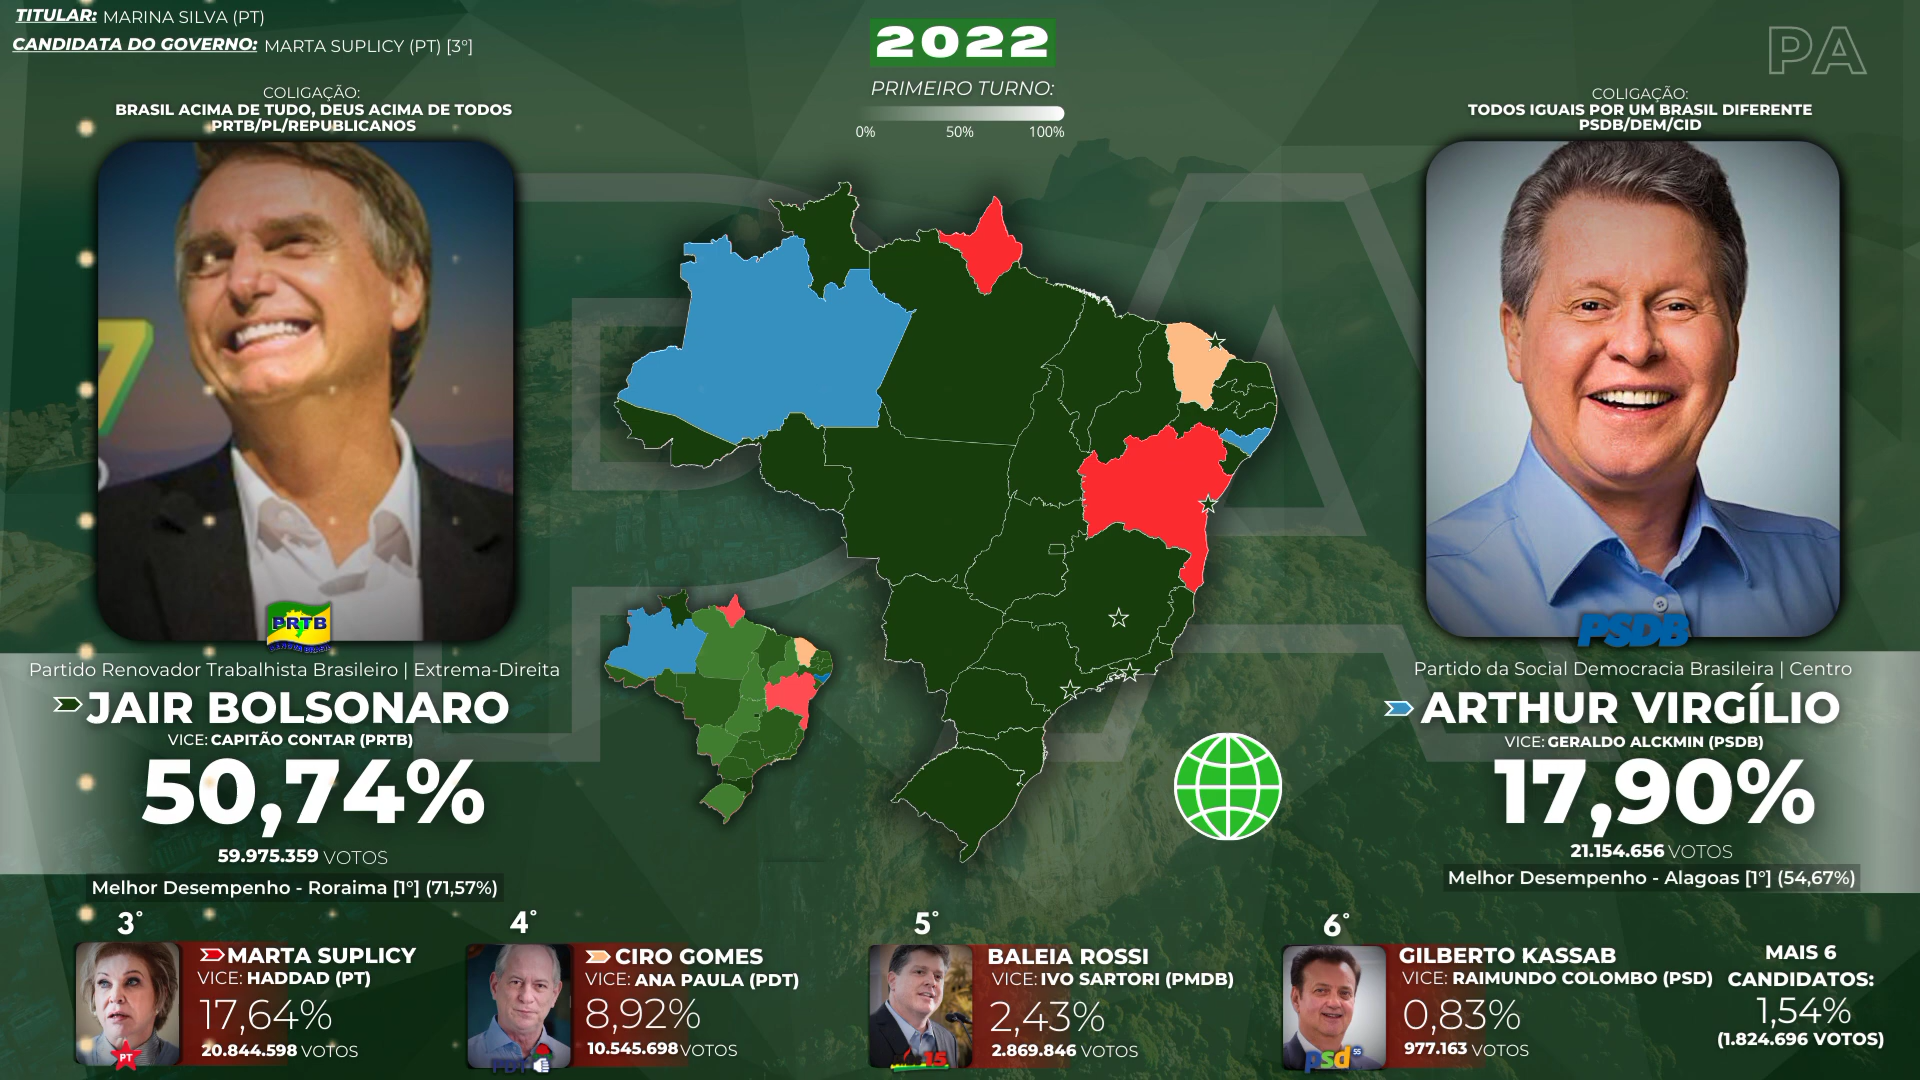 TITULAR: MARINA SILVA (PT)
CANDIDATA DO GOVERNO: MARTA SUPLICY (PT) [3°]
2022
PRIMEIRO TURNO:
0% 50% 100%
PA
COLIGAÇÃO:
BRASIL ACIMA DE TUDO, DEUS ACIMA DE TODOS
PRTB/PL/REPUBLICANOS
7
PRTB
Partido Renovador Trabalhista Brasileiro | Extrema-Direita
JAIR BOLSONARO
VICE: CAPITÃO CONTAR (PRTB)
50,74%
59.975.359 VOTOS
Melhor Desempenho - Roraima [1°] (71,57%)
PA
COLIGAÇÃO:
TODOS IGUAIS POR UM BRASIL DIFERENTE
PSDB/DEM/CID
PSDB
Partido da Social Democracia Brasileira | Centro
ARTHUR VIRGÍLIO
VICE: GERALDO ALCKMIN (PSDB)
17,90%
21.154.656 VOTOS
Melhor Desempenho - Alagoas [1°] (54,67%)
3°
MARTA SUPLICY
VICE: HADDAD (PT)
17,64%
20.844.598 VOTOS
PT
4°
CIRO GOMES
VICE: ANA PAULA (PDT)
8,92%
10.545.698 VOTOS
PDT
5°
BALEIA ROSSI
VICE: IVO SARTORI (PMDB)
2,43%
2.869.846 VOTOS
15
6°
GILBERTO KASSAB
VICE: RAIMUNDO COLOMBO (PSD)
0,83%
977.163 VOTOS
psd 55
MAIS 6
CANDIDATOS:
1,54%
(1.824.696 VOTOS)